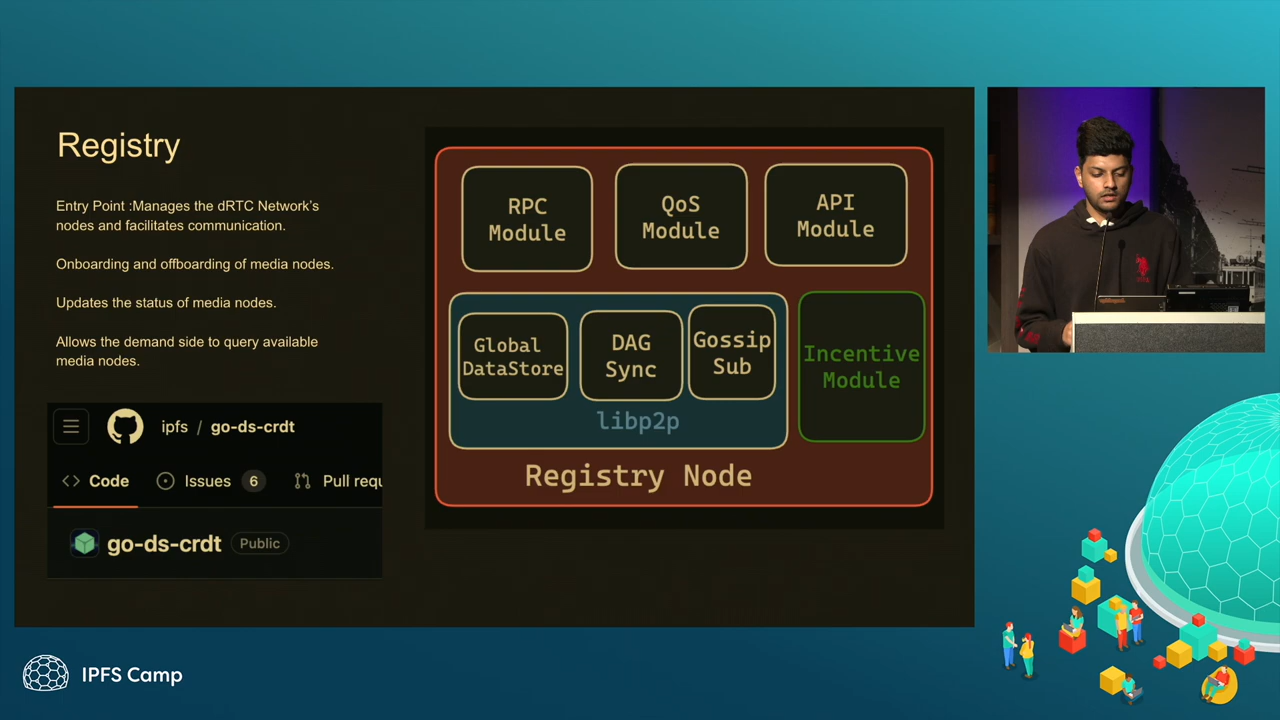 Registry
Entry Point :Manages the dRTC Network's
nodes and facilitates communication.
Onboarding and offboarding of media nodes.
Updates the status of media nodes.
Allows the demand side to query available
media nodes.
ipfs / go-ds-crdt
Code
Issues 6
Pull requ
go-ds-crdt Public
RPC
Module
QoS
Module
API
Module
Global
DataStore
DAG
Sync
Gossip
Sub
libp2p
Incentive
Module
Registry Node
IPFS Camp